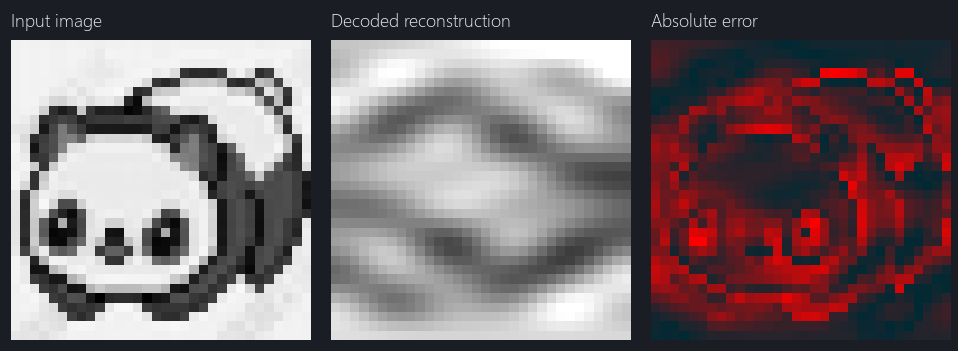 Input image
Decoded reconstruction
Absolute error